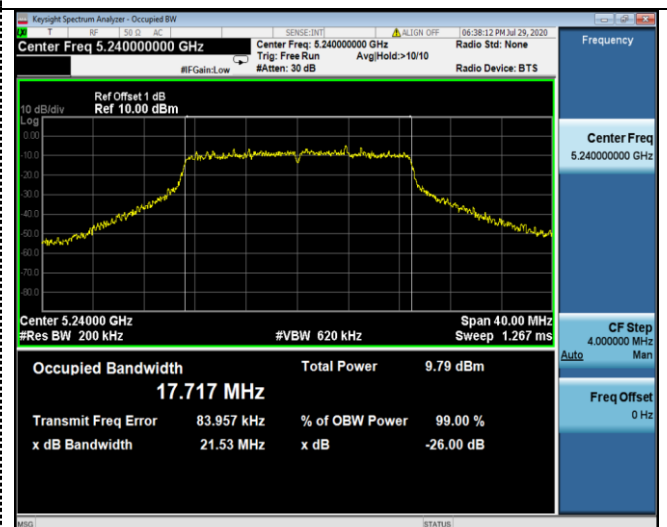 Keysight Spectrum Analyzer - Occupied BW
T RF 50 Ω AC SENSE:INT ALIGN OFF 06:38:12 PM Jul 29, 2020
Center Freq 5.240000000 GHz Center Freq: 5.240000000 GHz Radio Std: None Frequency
Trig: Free Run Avg|Hold:>10/10
#IFGain:Low #Atten: 30 dB Radio Device: BTS
Ref Offset 1 dB
10 dB/div Ref 10.00 dBm
Log
0.00
-10.0
-20.0
-30.0
-40.0
-50.0
-60.0
-70.0
-80.0
Center Freq
5.240000000 GHz
Center 5.24000 GHz Span 40.00 MHz
#Res BW 200 kHz #VBW 620 kHz Sweep 1.267 ms
CF Step
4.000000 MHz
Auto Man
Occupied Bandwidth Total Power 9.79 dBm
17.717 MHz
Freq Offset
0 Hz
Transmit Freq Error 83.957 kHz % of OBW Power 99.00 %
x dB Bandwidth 21.53 MHz x dB -26.00 dB
MSG STATUS